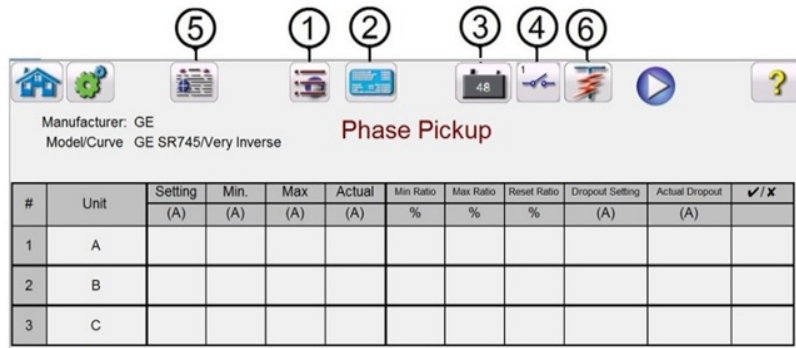 5 1 2 3 4 6
48 1 ?
Manufacturer: GE
Model/Curve GE SR745/Very Inverse
Phase Pickup
# Unit Setting Min. Max Actual Min Ratio Max Ratio Reset Ratio Dropout Setting Actual Dropout ✔/✘
(A) (A) (A) (A) % % % (A) (A)
1 A
2 B
3 C